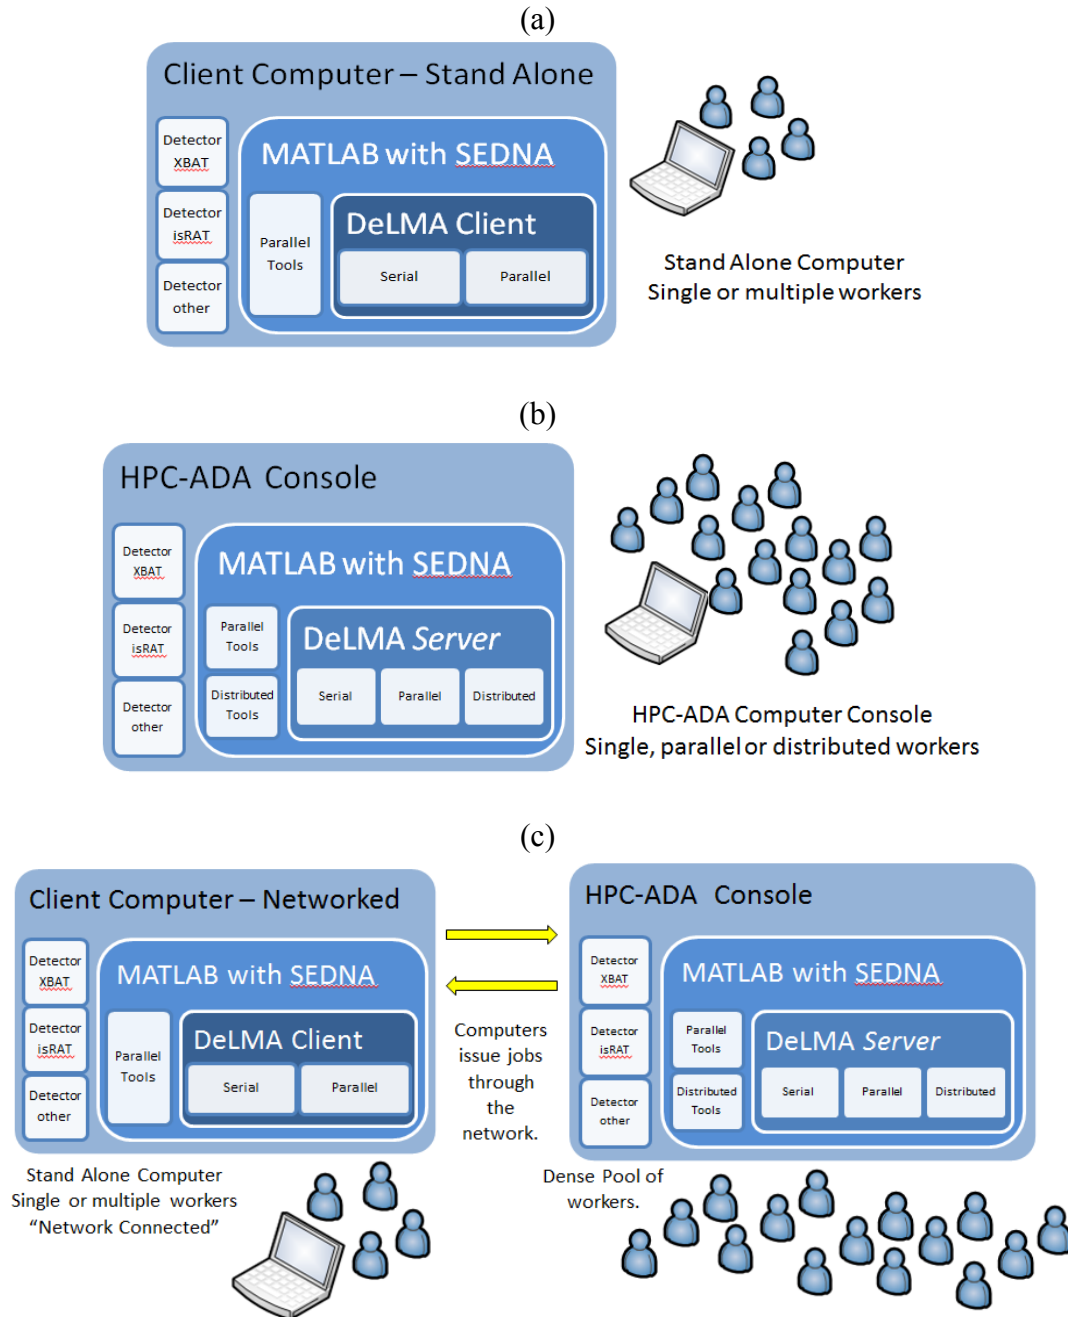 (a)
Client Computer – Stand Alone
Detector
XBAT
Detector
isRAT
Detector
other
MATLAB with SEDNA
Parallel
Tools
DeLMA Client
Serial
Parallel
Stand Alone Computer
Single or multiple workers
(b)
HPC-ADA Console
Detector
XBAT
Detector
isRAT
Detector
other
MATLAB with SEDNA
Parallel
Tools
Distributed
Tools
DeLMA Server
Serial
Parallel
Distributed
HPC-ADA Computer Console
Single, parallel or distributed workers
(c)
Client Computer – Networked
Detector
XBAT
Detector
isRAT
Detector
other
MATLAB with SEDNA
Parallel
Tools
DeLMA Client
Serial
Parallel
Stand Alone Computer
Single or multiple workers
“Network Connected”
Computers
issue jobs
through
the
network.
HPC-ADA Console
Detector
XBAT
Detector
isRAT
Detector
other
MATLAB with SEDNA
Parallel
Tools
Distributed
Tools
DeLMA Server
Serial
Parallel
Distributed
Dense Pool of
workers.